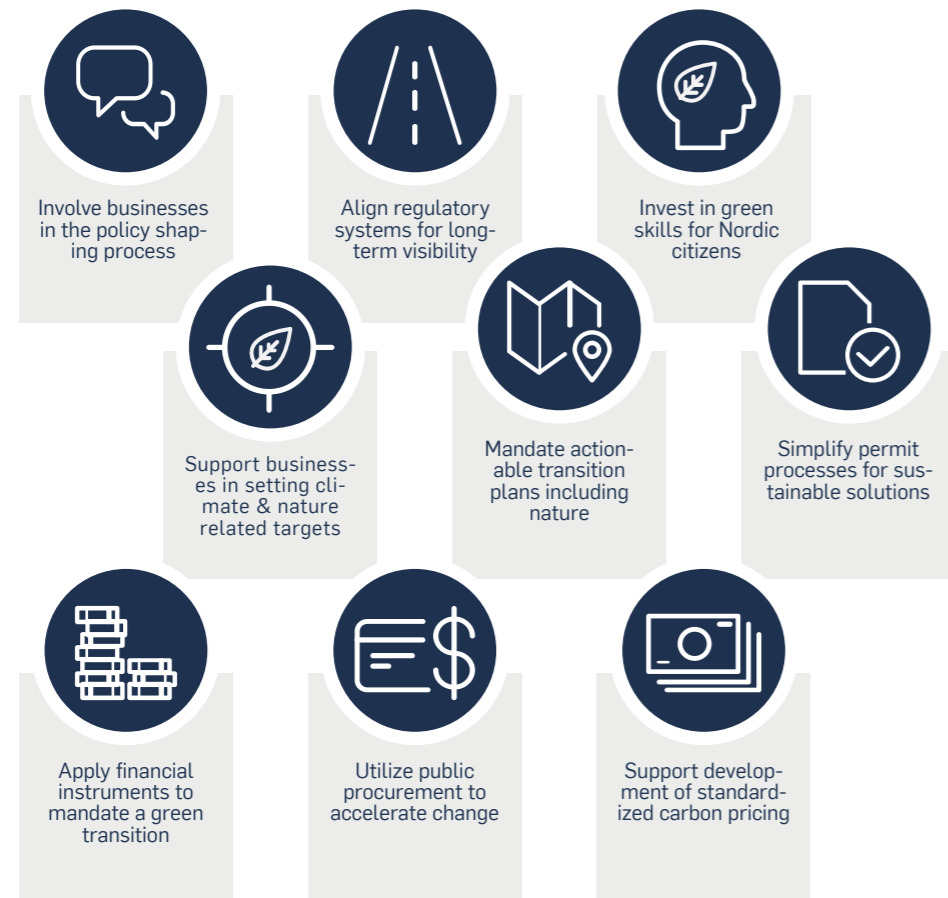 Involve businesses
in the policy shap-
ing process
Align regulatory
systems for long-
term visibility
Invest in green
skills for Nordic
citizens
Support business-
es in setting cli-
mate & nature
related targets
Mandate action-
able transition
plans including
nature
Simplify permit
processes for sus-
tainable solutions
Apply financial
instruments to
mandate a green
transition
Utilize public
procurement to
accelerate change
Support develop-
ment of standard-
ized carbon pricing